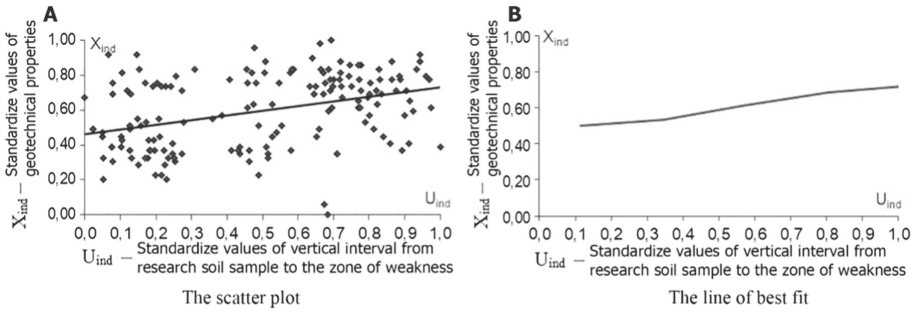 A
X_ind — Standardize values of
geotechnical properties
X_ind
1,00
0,80
0,60
0,40
0,20
0,00
U_ind
0,0 0,1 0,2 0,3 0,4 0,5 0,6 0,7 0,8 0,9 1,0
U_ind — Standardize values of vertical interval from
research soil sample to the zone of weakness
The scatter plot
B
X_ind — Standardize values of
geotechnical properties
X_ind
1,00
0,80
0,60
0,40
0,20
0,00
U_ind
0,0 0,1 0,2 0,3 0,4 0,5 0,6 0,7 0,8 0,9 1,0
U_ind — Standardize values of vertical interval from
research soil sample to the zone of weakness
The line of best fit